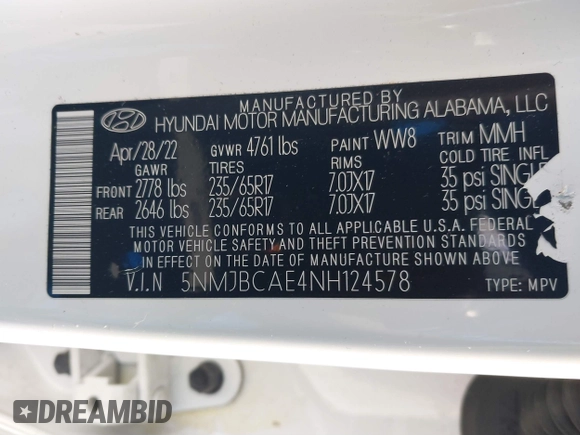 MANUFACTURED BY
HYUNDAI MOTOR MANUFACTURING ALABAMA, LLC
Apr/28/22 GVWR 4761 lbs PAINT WW8 TRIM MMH
GAWR TIRES RIMS COLD TIRE INFL
FRONT 2778 lbs 235/65R17 7.0JX17 35 psi SINGLE
REAR 2646 lbs 235/65R17 7.0JX17 35 psi SINGLE
THIS VEHICLE CONFORMS TO ALL APPLICABLE U.S.A. FEDERAL
MOTOR VEHICLE SAFETY AND THEFT PREVENTION STANDARDS
IN EFFECT ON THE DATE OF MANUFACTURE SHOWN ABOVE.
V.I.N 5NMJBCAE4NH124578 TYPE: MPV
DREAMBID